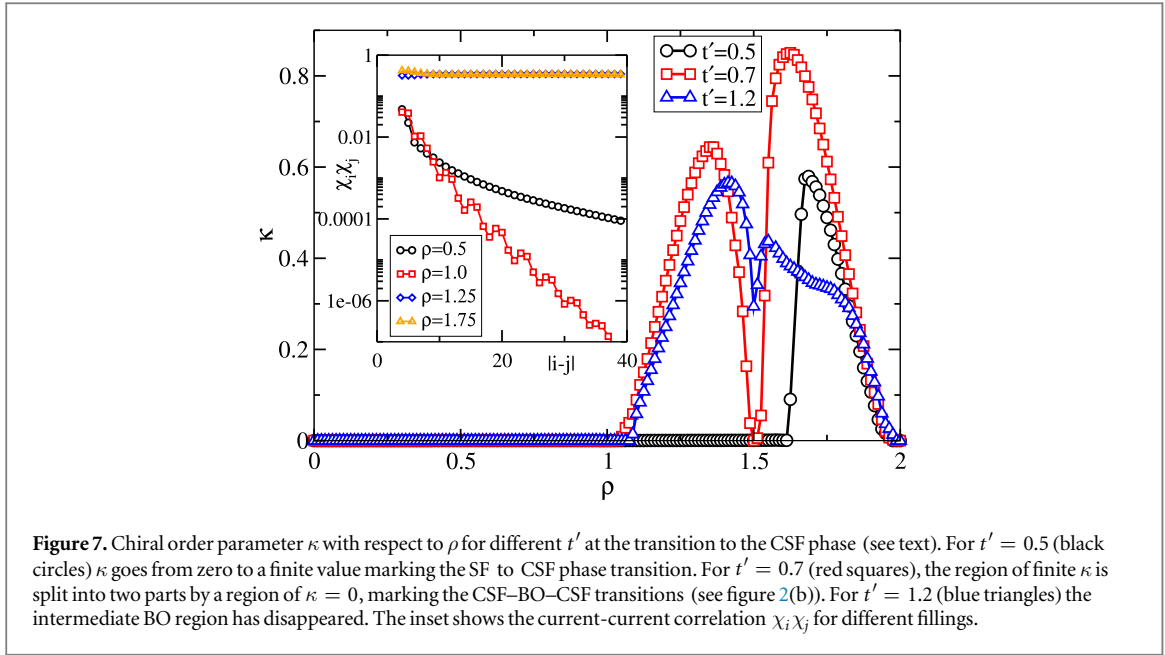 κ
0.8
0.6
0.4
0.2
0
0
0.5
1
1.5
2
ρ
t′=0.5
t′=0.7
t′=1.2
χiχj
1
0.01
0.0001
1e-06
0
20
40
|i-j|
ρ=0.5
ρ=1.0
ρ=1.25
ρ=1.75
Figure 7. Chiral order parameter κ with respect to ρ for different t′ at the transition to the CSF phase (see text). For t′ = 0.5 (black
circles) κ goes from zero to a finite value marking the SF to CSF phase transition. For t′ = 0.7 (red squares), the region of finite κ is
split into two parts by a region of κ = 0, marking the CSF–BO–CSF transitions (see figure 2(b)). For t′ = 1.2 (blue triangles) the
intermediate BO region has disappeared. The inset shows the current-current correlation χiχj for different fillings.